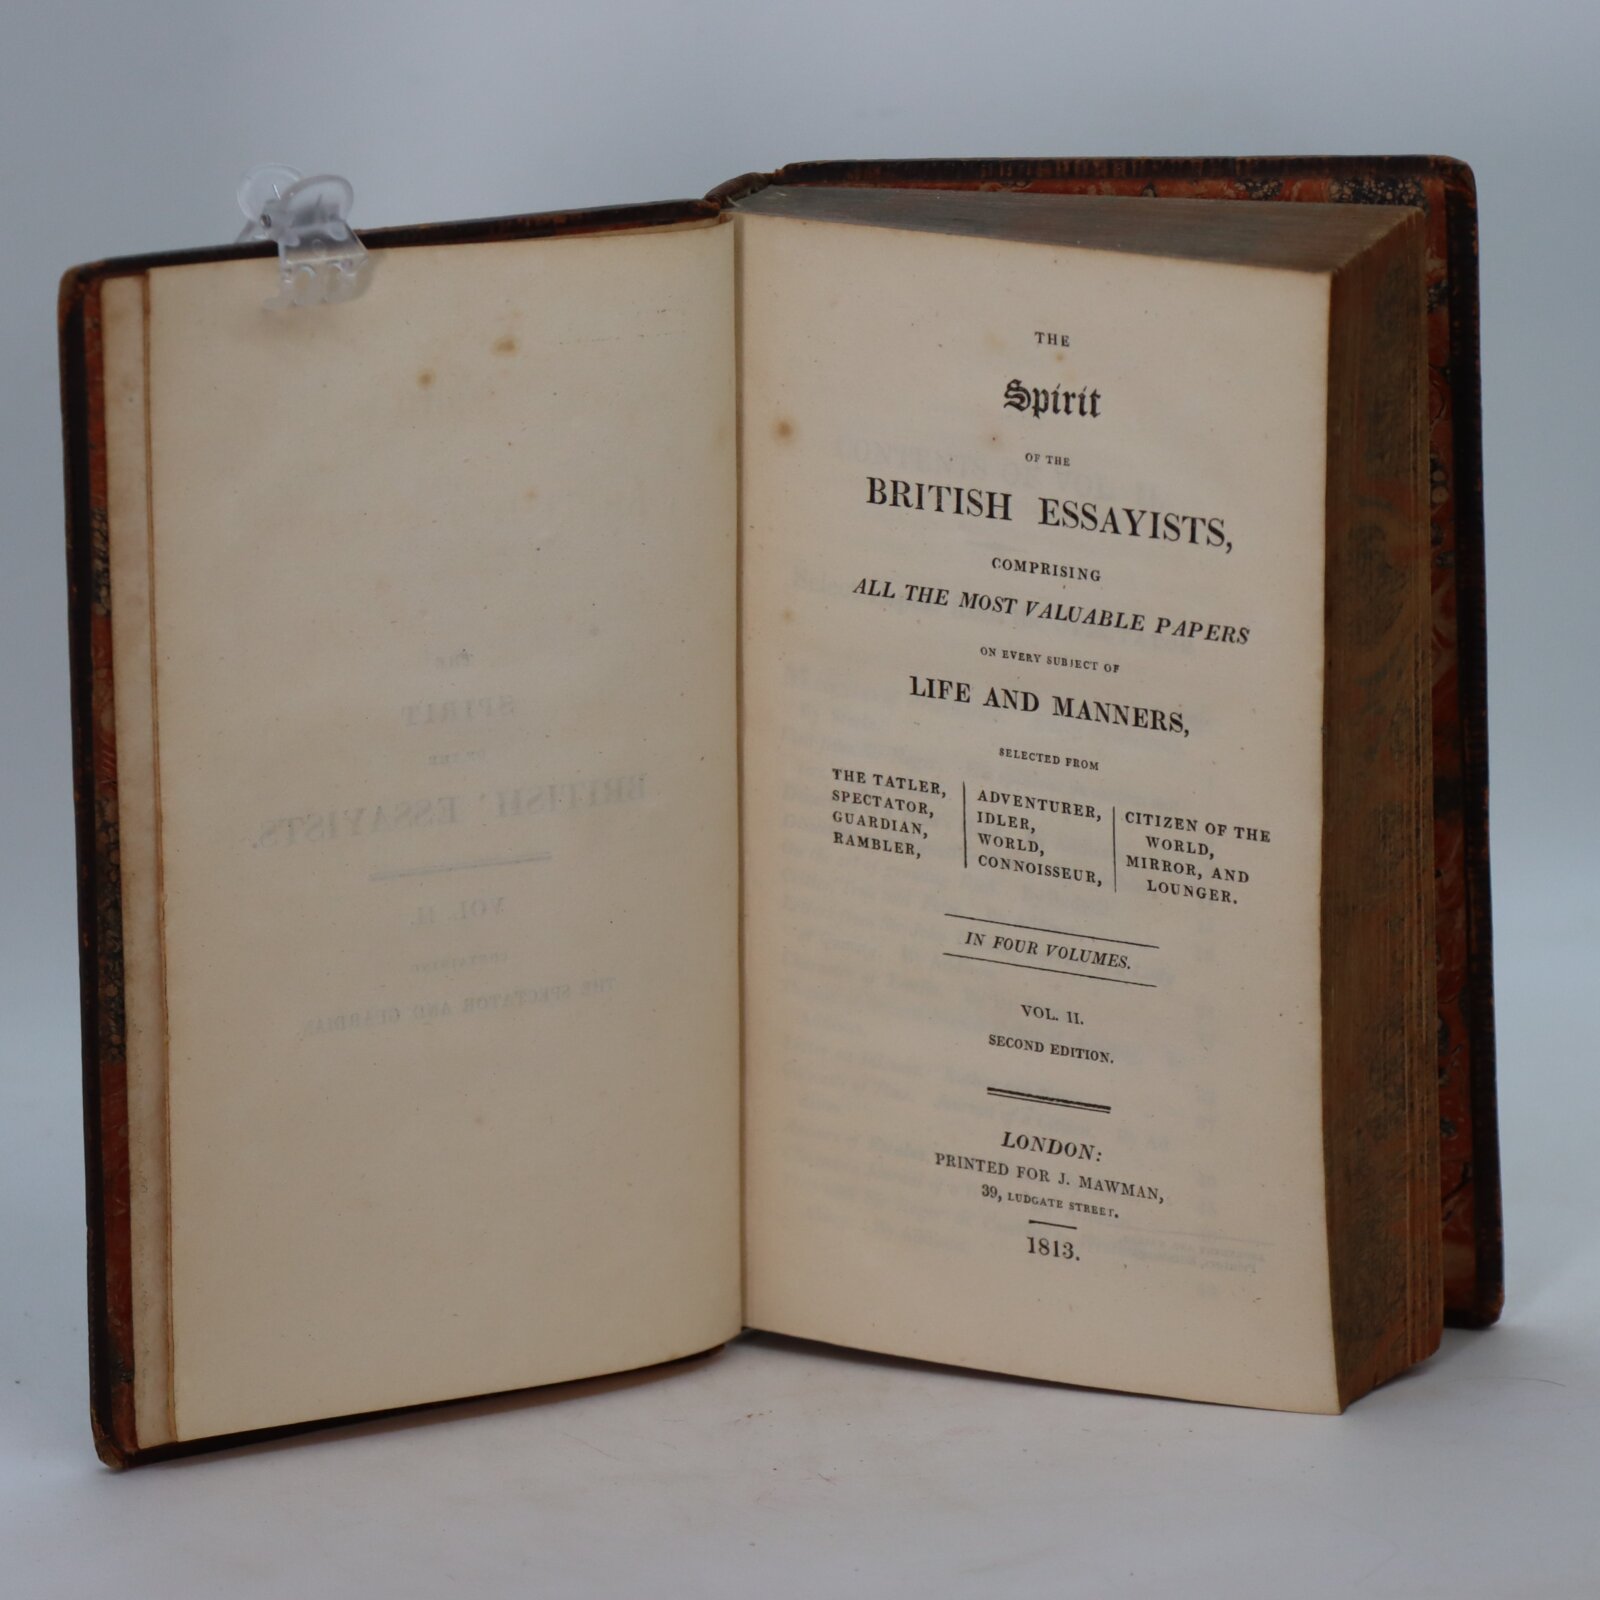 THE
Spirit
OF THE
BRITISH ESSAYISTS,
COMPRISING
ALL THE MOST VALUABLE PAPERS
ON EVERY SUBJECT OF
LIFE AND MANNERS,
SELECTED FROM
THE TATLER,
SPECTATOR,
GUARDIAN,
RAMBLER,
ADVENTURER,
IDLER,
WORLD,
CONNOISSEUR,
CITIZEN OF THE
WORLD,
MIRROR, AND
LOUNGER.
IN FOUR VOLUMES.
VOL. II.
SECOND EDITION.
LONDON:
PRINTED FOR J. MAWMAN,
39, LUDGATE STREET.
1813.